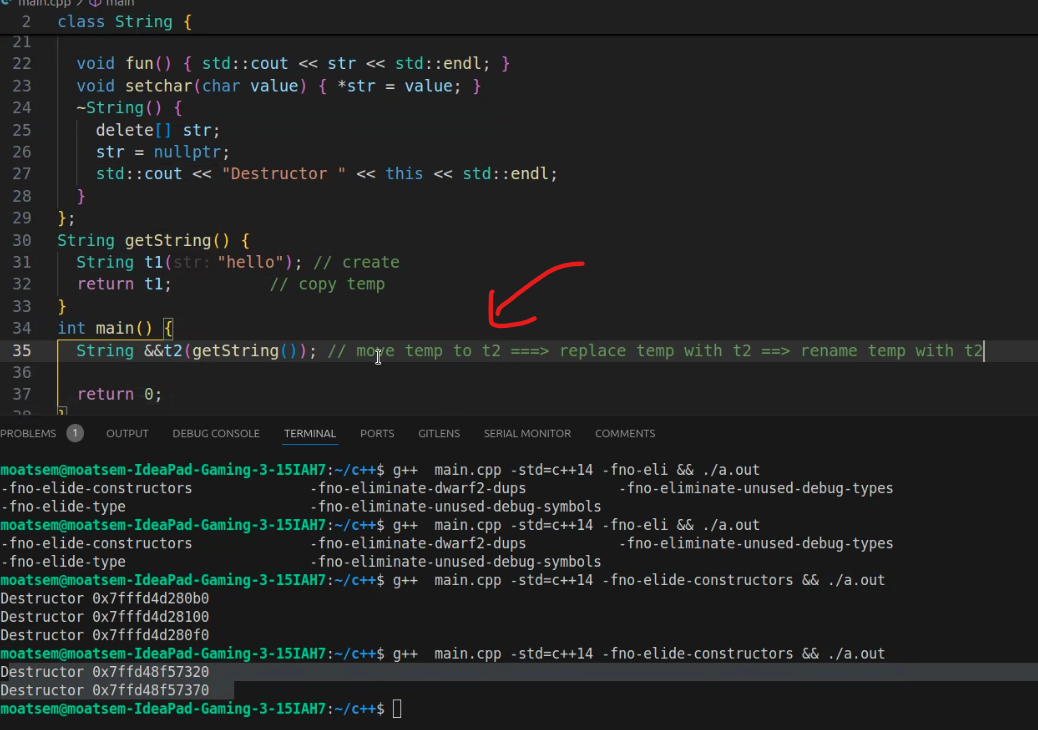 main.cpp > main
2 class String {
21
22 void fun() { std::cout << str << std::endl; }
23 void setchar(char value) { *str = value; }
24 ~String() {
25 delete[] str;
26 str = nullptr;
27 std::cout << "Destructor " << this << std::endl;
28 }
29 };
30 String getString() {
31 String t1(str: "hello"); // create
32 return t1; // copy temp
33 }
34 int main() {
35 String &&t2(getString()); // move temp to t2 ===> replace temp with t2 ==> rename temp with t2
36
37 return 0;
38 }
PROBLEMS 1 OUTPUT DEBUG CONSOLE TERMINAL PORTS GITLENS SERIAL MONITOR COMMENTS
moatsem@moatsem-IdeaPad-Gaming-3-15IAH7:~/c++$ g++ main.cpp -std=c++14 -fno-eli && ./a.out
-fno-elide-constructors -fno-eliminate-dwarf2-dups -fno-eliminate-unused-debug-types
-fno-elide-type -fno-eliminate-unused-debug-symbols
moatsem@moatsem-IdeaPad-Gaming-3-15IAH7:~/c++$ g++ main.cpp -std=c++14 -fno-eli && ./a.out
-fno-elide-constructors -fno-eliminate-dwarf2-dups -fno-eliminate-unused-debug-types
-fno-elide-type -fno-eliminate-unused-debug-symbols
moatsem@moatsem-IdeaPad-Gaming-3-15IAH7:~/c++$ g++ main.cpp -std=c++14 -fno-elide-constructors && ./a.out
Destructor 0x7fffd4d280b0
Destructor 0x7fffd4d28100
Destructor 0x7fffd4d280f0
moatsem@moatsem-IdeaPad-Gaming-3-15IAH7:~/c++$ g++ main.cpp -std=c++14 -fno-elide-constructors && ./a.out
Destructor 0x7ffd48f57320
Destructor 0x7ffd48f57370
moatsem@moatsem-IdeaPad-Gaming-3-15IAH7:~/c++$